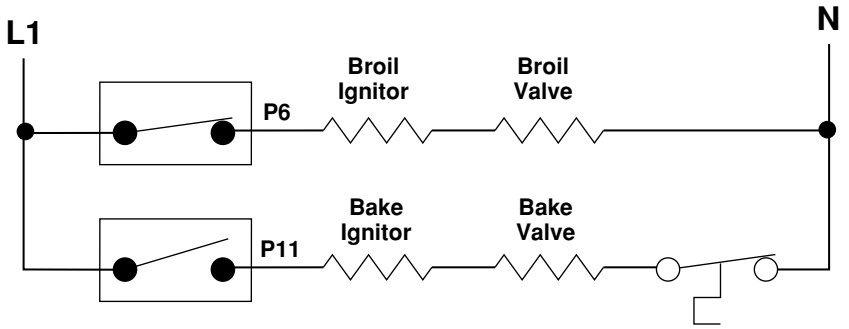 L1
N
Broil
Ignitor
Broil
Valve
P6
Bake
Ignitor
Bake
Valve
P11